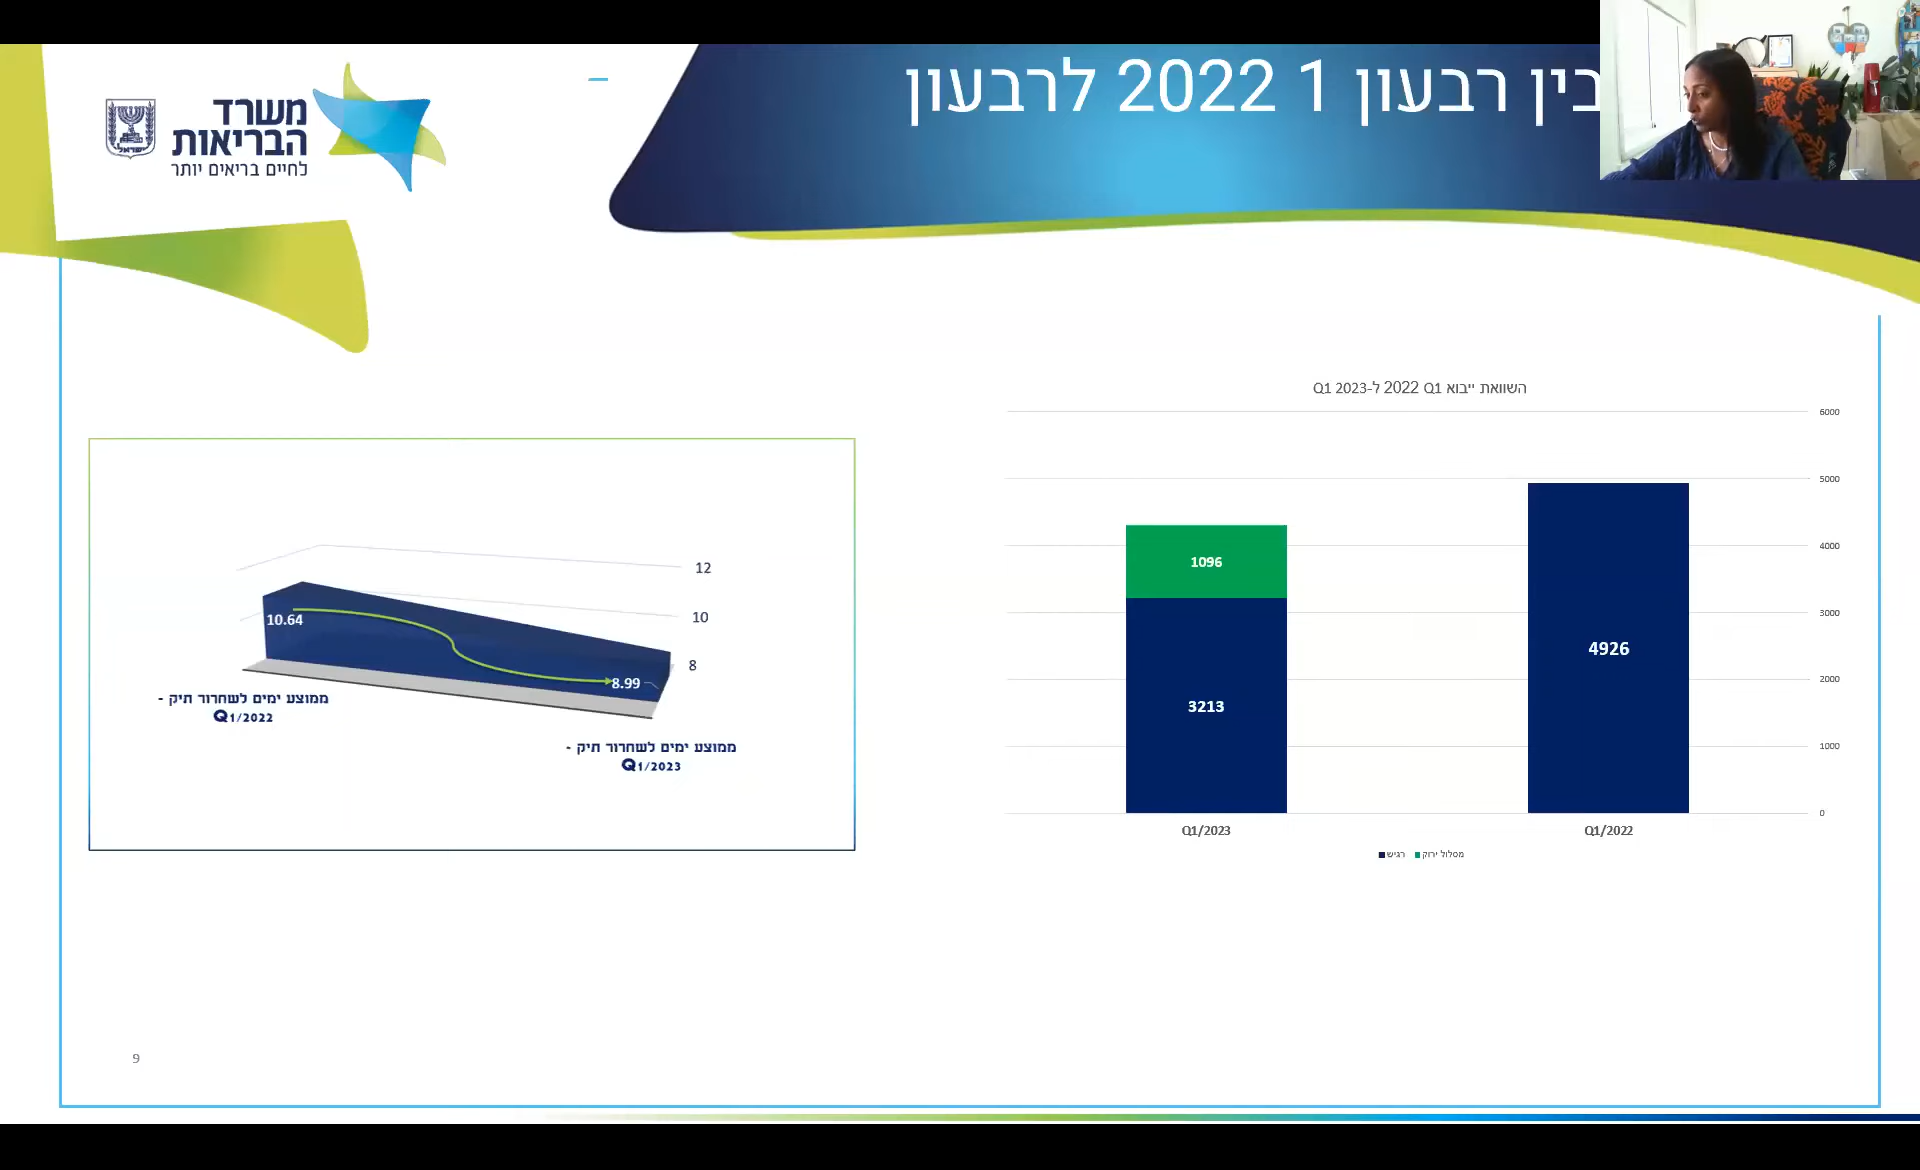 בין רבעון 1 2022 לרבעון
משרד
הבריאות
לחיים בריאים יותר
ישראל
השוואת ייבוא Q1 2022 ל-Q1 2023
6000
5000
4000
3000
2000
1000
0
4926
1096
3213
Q1/2022
Q1/2023
מסלול ירוק
רגיש
12
10
8
10.64
8.99
ממוצע ימים לשחרור תיק -
Q1/2022
ממוצע ימים לשחרור תיק -
Q1/2023
9